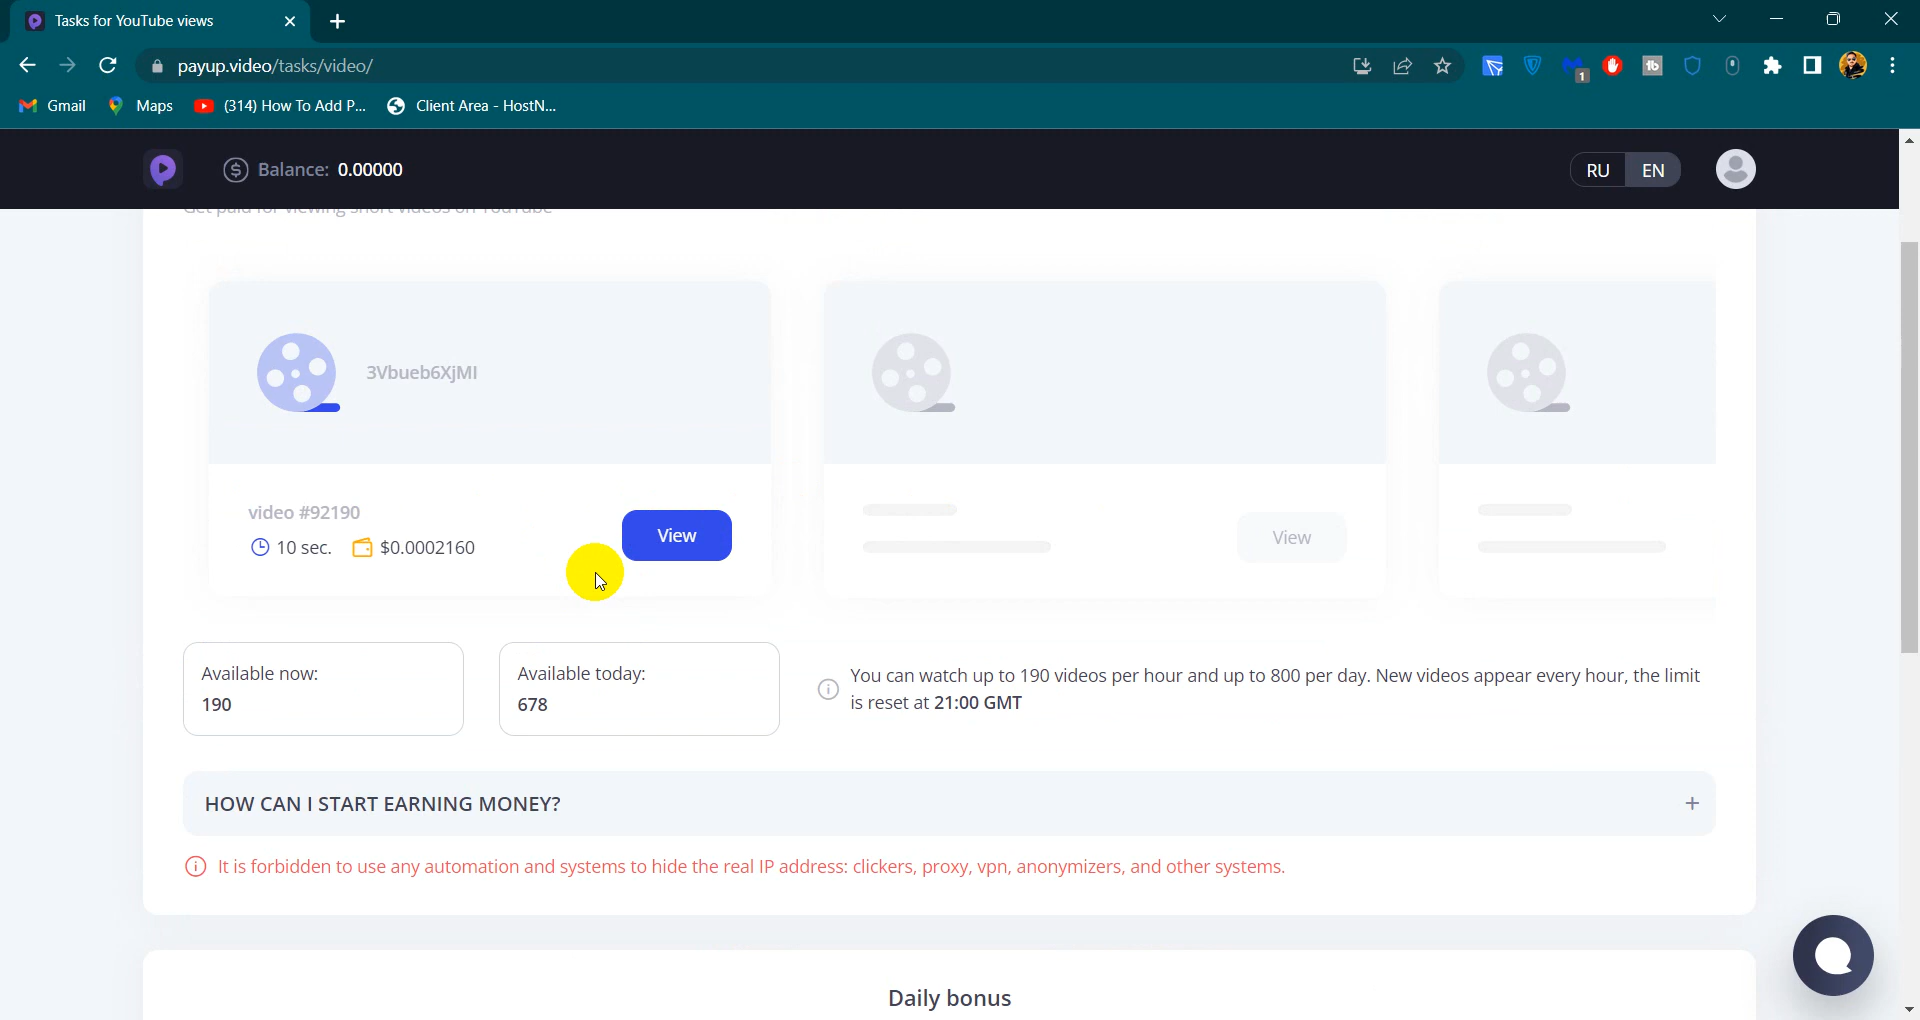 Tasks for YouTube views
payup.video/tasks/video/
1
tb
Gmail
Maps
(314) How To Add P...
Client Area - HostN...
Balance: 0.00000
RU
EN
Get paid for viewing short videos on YouTube
3Vbueb6XjMI
video #92190
10 sec.
$0.0002160
View
View
Available now:
190
Available today:
678
You can watch up to 190 videos per hour and up to 800 per day. New videos appear every hour, the limit
is reset at 21:00 GMT
HOW CAN I START EARNING MONEY?
+
It is forbidden to use any automation and systems to hide the real IP address: clickers, proxy, vpn, anonymizers, and other systems.
Daily bonus